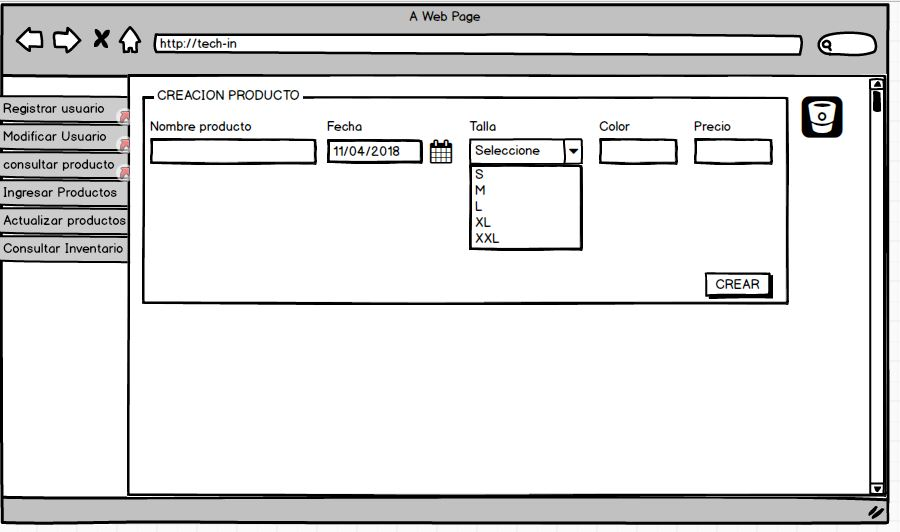 A Web Page
http://tech-in
Registrar usuario
Modificar Usuario
consultar producto
Ingresar Productos
Actualizar productos
Consultar Inventario
CREACION PRODUCTO
Nombre producto Fecha Talla Color Precio
11/04/2018 Seleccione
S
M
L
XL
XXL
CREAR